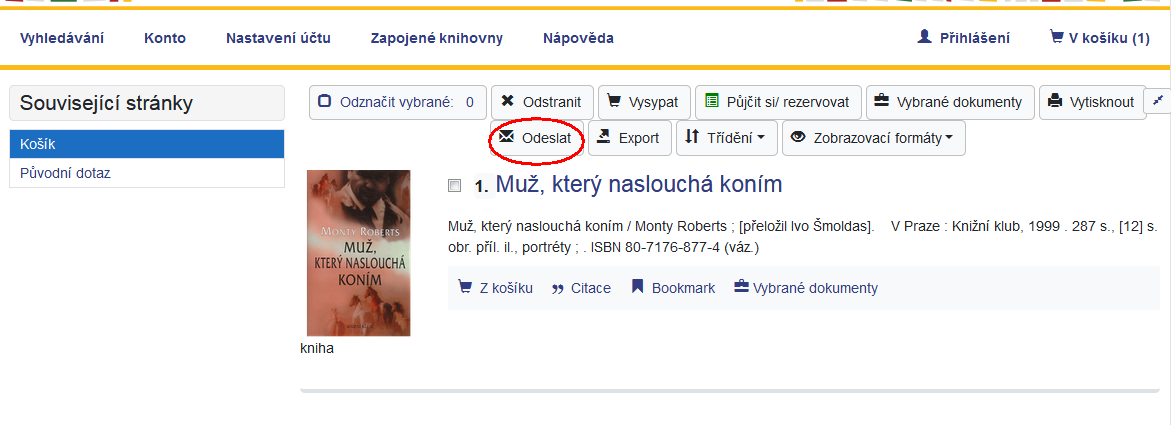 Vyhledávání Konto Nastavení účtu Zapojené knihovny Nápověda Přihlášení V košíku (1)
Související stránky
Košík
Původní dotaz
Odznačit vybrané: 0 Odstranit Vysypat Půjčit si/ rezervovat Vybrané dokumenty Vytisknout
Odeslat Export Třídění Zobrazovací formáty
MONTY ROBERTS
MUŽ,
KTERÝ NASLOUCHÁ
KONÍM
kniha
1. Muž, který naslouchá koním
Muž, který naslouchá koním / Monty Roberts ; [přeložil Ivo Šmoldas]. V Praze : Knižní klub, 1999 . 287 s., [12] s.
obr. příl. il., portréty ; . ISBN 80-7176-877-4 (váz.)
Z košíku Citace Bookmark Vybrané dokumenty